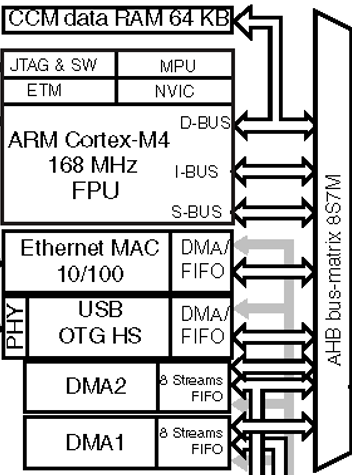 CCM data RAM 64 KB
JTAG & SW
MPU
ETM
NVIC
D-BUS
ARM Cortex-M4
168 MHz
FPU
I-BUS
S-BUS
Ethernet MAC
10/100
DMA/
FIFO
PHY
USB
OTG HS
DMA/
FIFO
DMA2
8 Streams
FIFO
DMA1
8 Streams
FIFO
AHB bus-matrix 8S7M